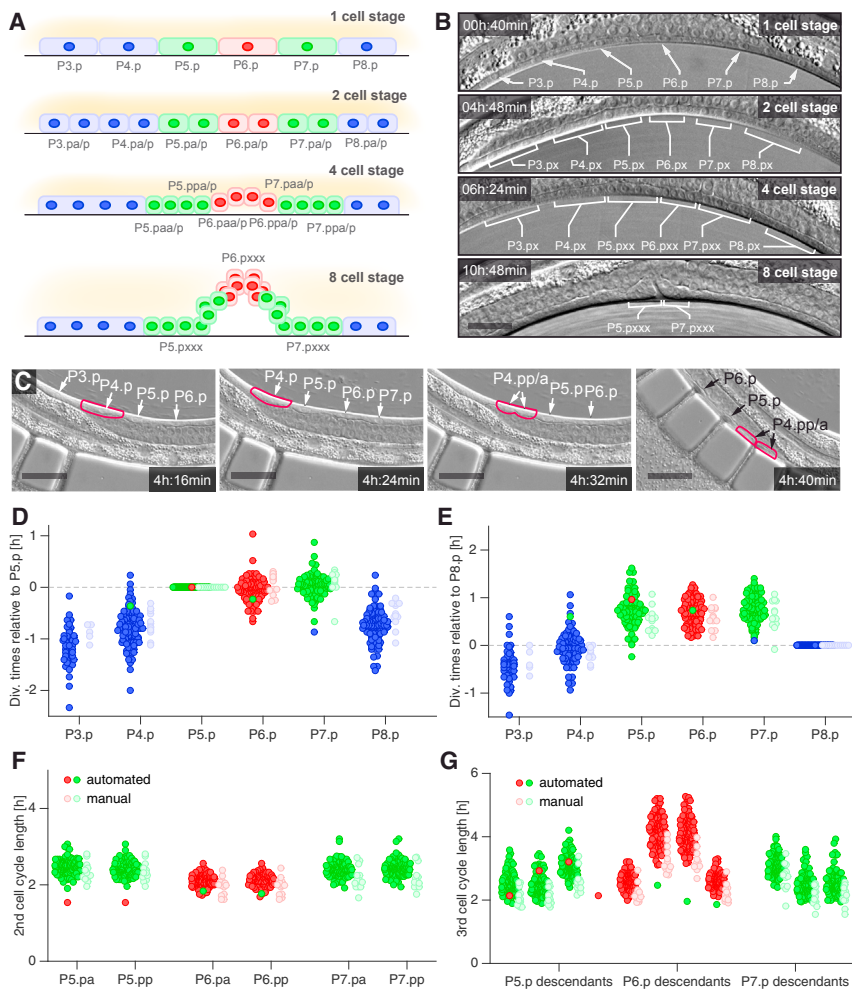 A
1 cell stage
P3.p P4.p P5.p P6.p P7.p P8.p
2 cell stage
P3.pa/p P4.pa/p P5.pa/p P6.pa/p P7.pa/p P8.pa/p
4 cell stage
P5.ppa/p P7.paa/p
P5.paa/p P6.paa/p P6.ppa/p P7.ppa/p
P6.pxxx
8 cell stage
P5.pxxx P7.pxxx
B
00h:40min 1 cell stage
P3.p P4.p P5.p P6.p P7.p P8.p
04h:48min 2 cell stage
P3.px P4.px P5.px P6.px P7.px P8.px
06h:24min 4 cell stage
P3.px P4.px P5.pxx P6.pxx P7.pxx P8.px
10h:48min 8 cell stage
P5.pxxx P7.pxxx
C
P3.p P4.p P5.p P6.p
4h:16min
P4.p P5.p P6.p P7.p
4h:24min
P4.pp/a P5.p P6.p
4h:32min
P6.p P5.p P4.pp/a
4h:40min
D
Div. times relative to P5.p [h]
1
0
-1
-2
P3.p P4.p P5.p P6.p P7.p P8.p
E
Div. times relative to P8.p [h]
2
1
0
-1
P3.p P4.p P5.p P6.p P7.p P8.p
F
2nd cell cycle length [h]
automated
manual
4
2
0
P5.pa P5.pp P6.pa P6.pp P7.pa P7.pp
G
3rd cell cycle length [h]
automated
manual
6
4
2
0
P5.p descendants P6.p descendants P7.p descendants